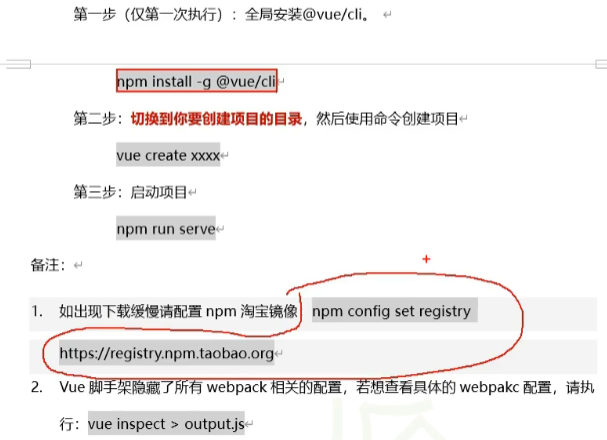 第一步（仅第一次执行）：全局安装@vue/cli。
npm install -g @vue/cli
第二步：切换到你要创建项目的目录，然后使用命令创建项目
vue create xxxx
第三步：启动项目
npm run serve
备注：
1. 如出现下载缓慢请配置 npm 淘宝镜像 npm config set registry
https://registry.npm.taobao.org
2. Vue 脚手架隐藏了所有 webpack 相关的配置，若想查看具体的 webpakc 配置，请执
行：vue inspect > output.js